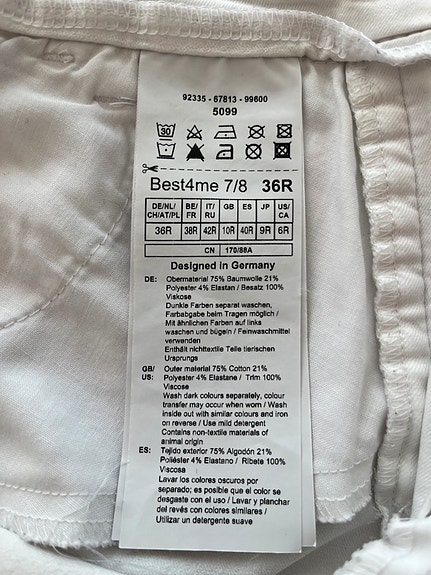 92335 - 67813 - 99600
5099
Best4me 7/8 36R
DE/NL/ CH/AT/PL BE/ FR IT/ RU GB ES JP US/ CA
36R 38R 42R 10R 40R 9R 6R
CN 170/88A
Designed in Germany
DE: Obermaterial 75% Baumwolle 21%
Polyester 4% Elastan / Besatz 100%
Viskose
Dunkle Farben separat waschen,
Farbabgabe beim Tragen möglich /
Mit ähnlichen Farben auf links
waschen und bügeln / Feinwaschmittel
verwenden
Enthält nichttextile Teile tierischen
Ursprungs
GB/ Outer material 75% Cotton 21%
US: Polyester 4% Elastane / Trim 100%
Viscose
Wash dark colours separately, colour
transfer may occur when worn / Wash
inside out with similar colours and iron
on reverse / Use mild detergent
Contains non-textile materials of
animal origin
ES: Tejido exterior 75% Algodón 21%
Poliéster 4% Elastano / Ribete 100%
Viscosa
Lavar los colores oscuros por
separado; es posible que el color se
desgaste con el uso / Lavar y planchar
del revés con colores similares /
Utilizar un detergente suave